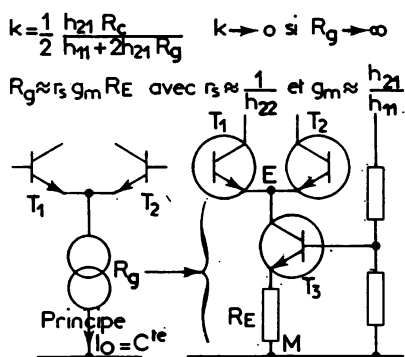 k = 1/2 h21 Rc / h11 + 2h21 Rg    k → o si Rg → ∞
Rg ≈ rs gm RE avec rs ≈ 1/h22 et gm ≈ h21/h11
T1 T2
T1 T2
E
Rg
T3
RE
Principe
I0 = Cte
M